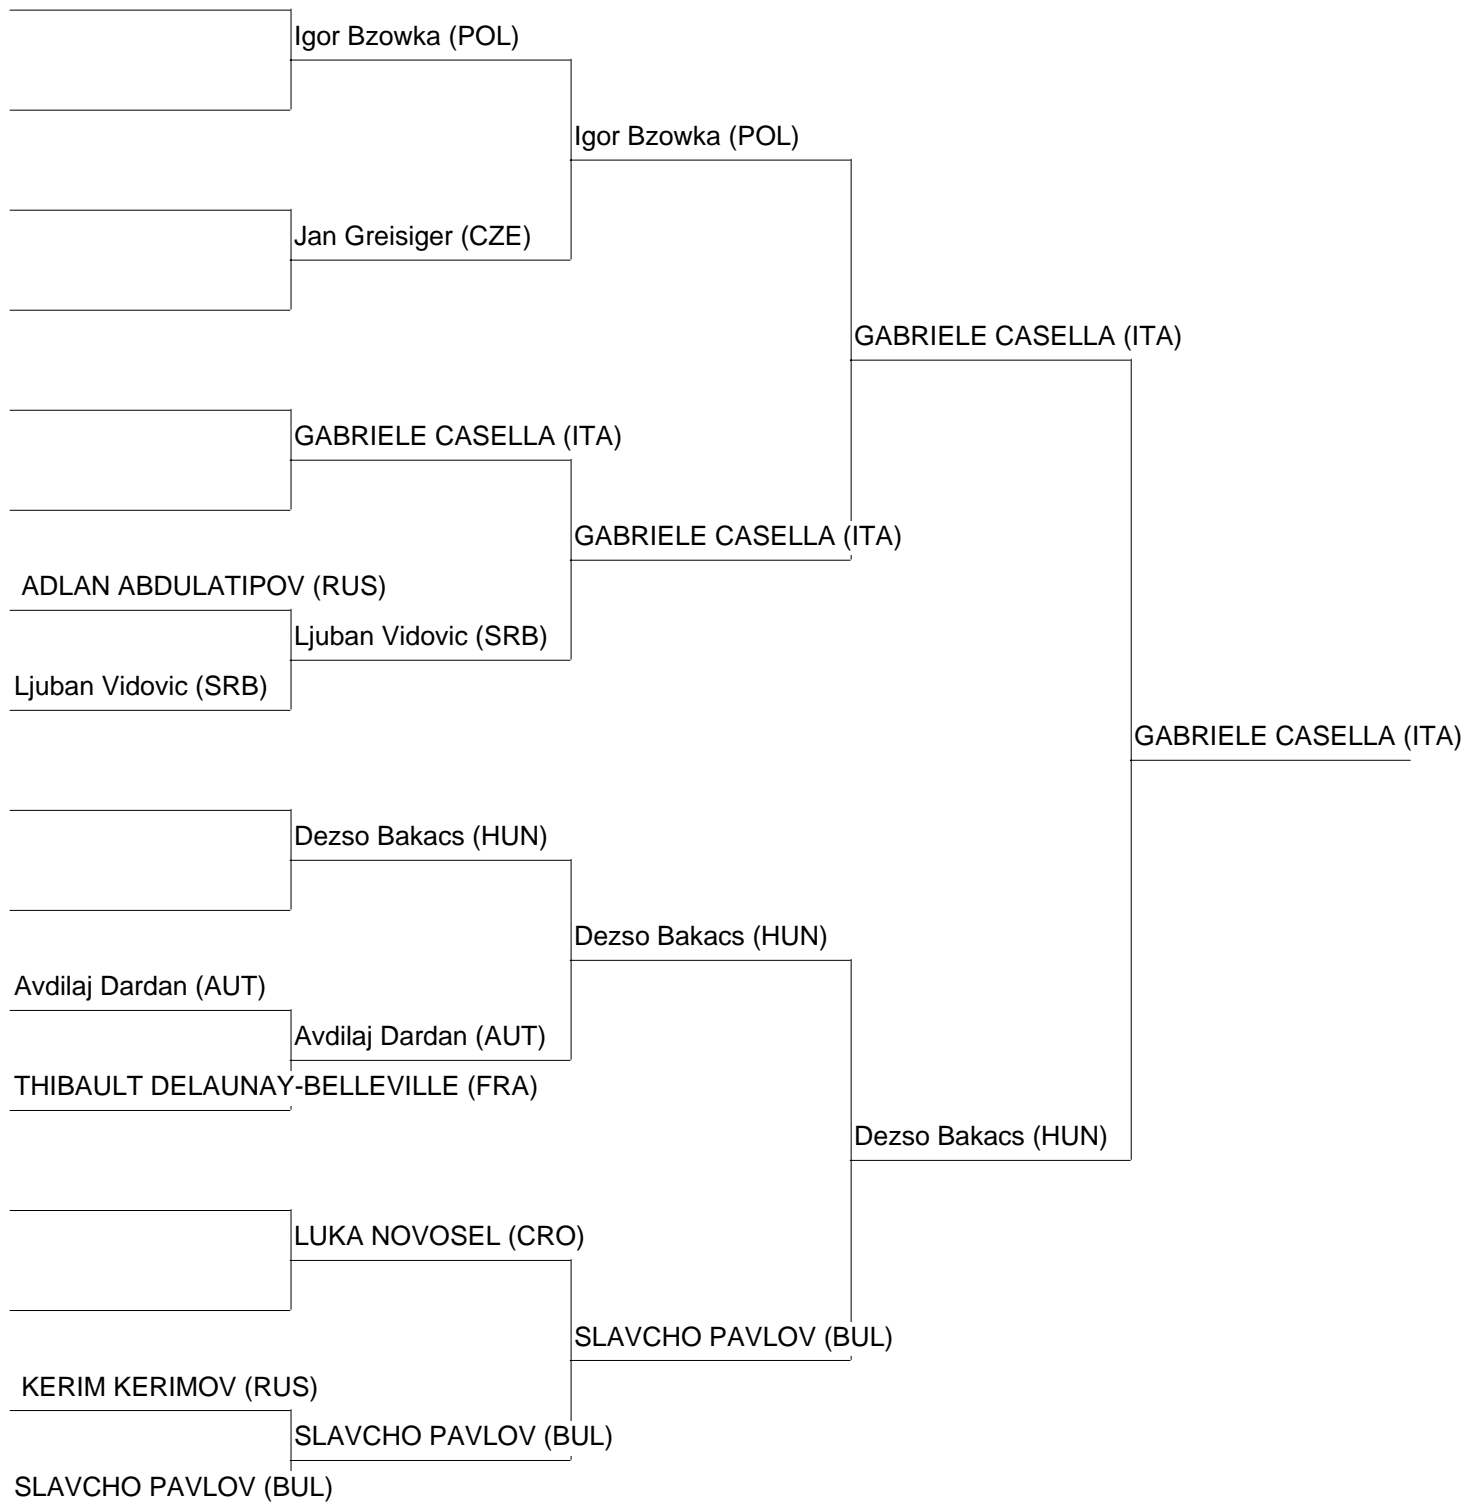 Igor Bzowka (POL)
Igor Bzowka (POL)
Jan Greisiger (CZE)
GABRIELE CASELLA (ITA)
GABRIELE CASELLA (ITA)
GABRIELE CASELLA (ITA)
ADLAN ABDULATIPOV (RUS)
Ljuban Vidovic (SRB)
Ljuban Vidovic (SRB)
GABRIELE CASELLA (ITA)
Dezso Bakacs (HUN)
Dezso Bakacs (HUN)
Avdilaj Dardan (AUT)
Avdilaj Dardan (AUT)
THIBAULT DELAUNAY-BELLEVILLE (FRA)
Dezso Bakacs (HUN)
LUKA NOVOSEL (CRO)
SLAVCHO PAVLOV (BUL)
KERIM KERIMOV (RUS)
SLAVCHO PAVLOV (BUL)
SLAVCHO PAVLOV (BUL)